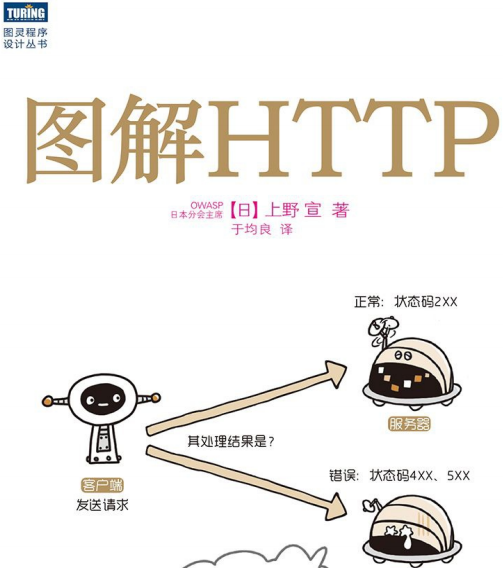 TURING
图灵程序
设计丛书
图解HTTP
OWASP
日本分会主席
【日】上野 宣 著
于均良 译
正常：状态码2XX
服务器
其处理结果是？
客户端
发送请求
错误：状态码4XX、5XX